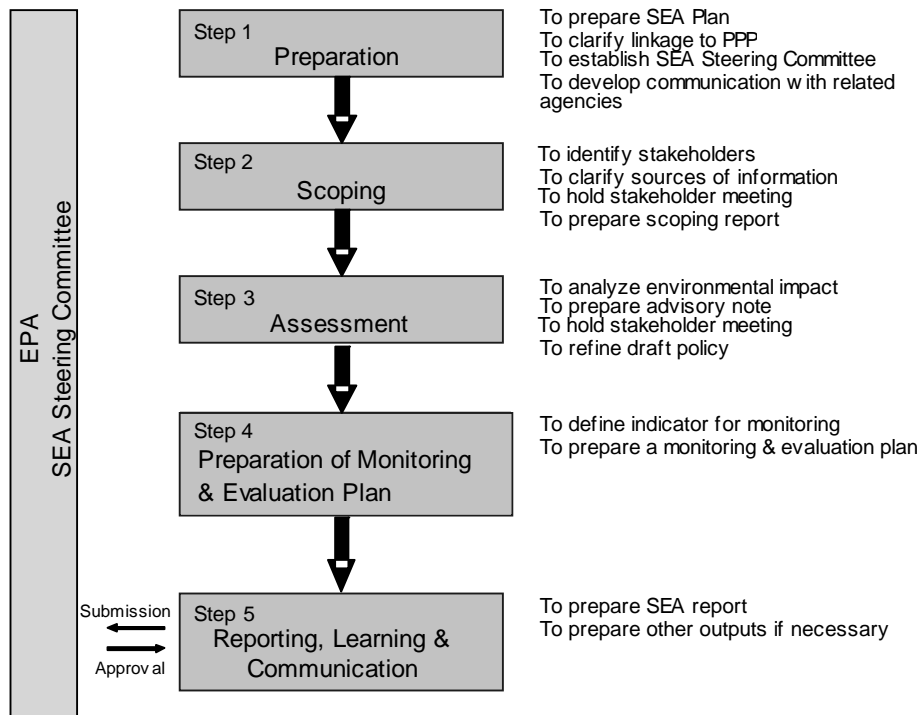 EPA
SEA Steering Committee
Step 1
Preparation
To prepare SEA Plan
To clarify linkage to PPP
To establish SEA Steering Committee
To develop communication with related
agencies
Step 2
Scoping
To identify stakeholders
To clarify sources of information
To hold stakeholder meeting
To prepare scoping report
Step 3
Assessment
To analyze environmental impact
To prepare advisory note
To hold stakeholder meeting
To refine draft policy
Step 4
Preparation of Monitoring
& Evaluation Plan
To define indicator for monitoring
To prepare a monitoring & evaluation plan
Submission
Approval
Step 5
Reporting, Learning &
Communication
To prepare SEA report
To prepare other outputs if necessary